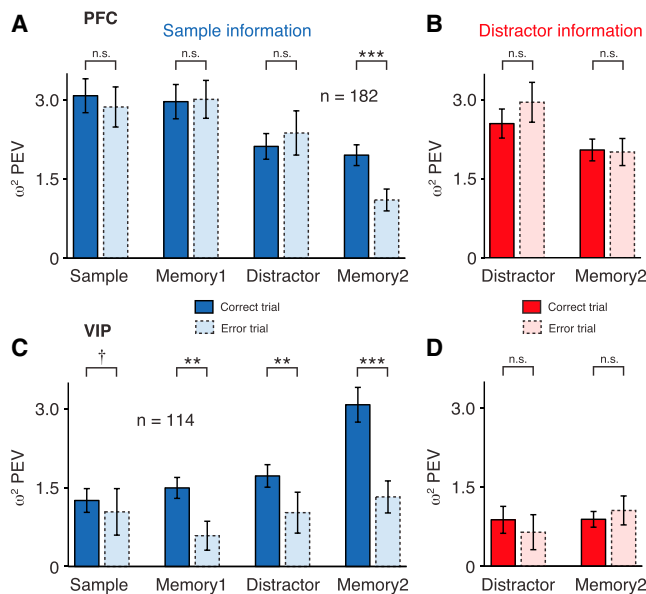 A
PFC
Sample information
n.s.
n.s.
n.s.
***
n = 182
3.0
1.5
0
ω² PEV
Sample
Memory1
Distractor
Memory2
Correct trial
Error trial
B
Distractor information
n.s.
n.s.
3.0
1.5
0
ω² PEV
Distractor
Memory2
Correct trial
Error trial
C
VIP
†
**
**
***
n = 114
3.0
1.5
0
ω² PEV
Sample
Memory1
Distractor
Memory2
D
n.s.
n.s.
3.0
1.5
0
ω² PEV
Distractor
Memory2